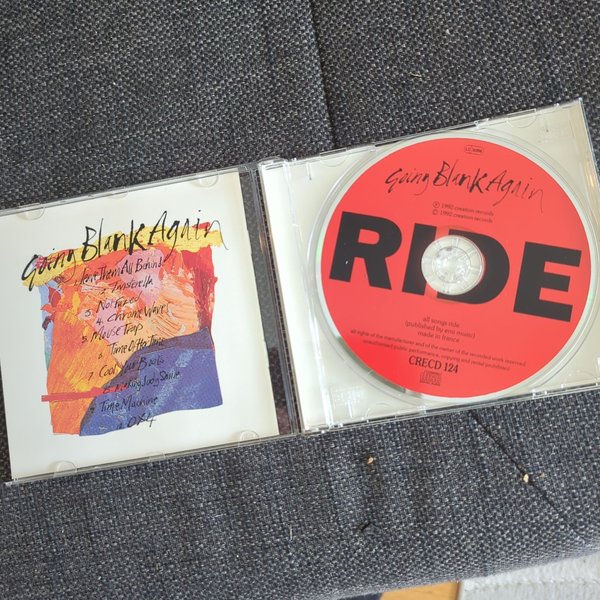 Going Blank Again
1. Leave Them All Behind
2. Twisterella
3. Not Fazed
4. Chrome Waves
5. Mouse Trap
6. Time Of Her Time
7. Cool Your Boots
8. Making Judy Smile
9. Time Machine
10. OX4
Going Blank Again
℗ 1992 creation records
© 1992 creation records
RIDE
all songs ride
(published by emi music)
made in france
all rights of the manufacturer and of the owner of the recorded work reserved
unauthorised public performance, copying and rental prohibited
CRECD 124